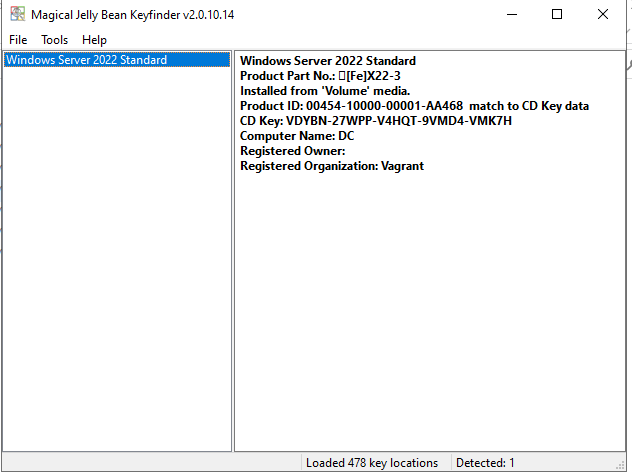 Magical Jelly Bean Keyfinder v2.0.10.14
File Tools Help
Windows Server 2022 Standard
Windows Server 2022 Standard
Product Part No.: []Fe]X22-3
Installed from 'Volume' media.
Product ID: 00454-10000-00001-AA468 match to CD Key data
CD Key: VDYBN-27WPP-V4HQT-9VMD4-VMK7H
Computer Name: DC
Registered Owner:
Registered Organization: Vagrant
Loaded 478 key locations
Detected: 1